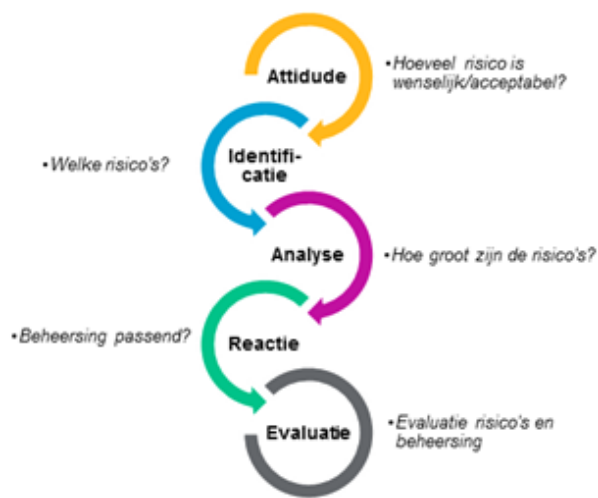 Attidude
•Hoeveel risico is
wenselijk/acceptabel?
•Welke risico's?
Identifi-
catie
Analyse
•Hoe groot zijn de risico's?
•Beheersing passend?
Reactie
Evaluatie
•Evaluatie risico's en
beheersing